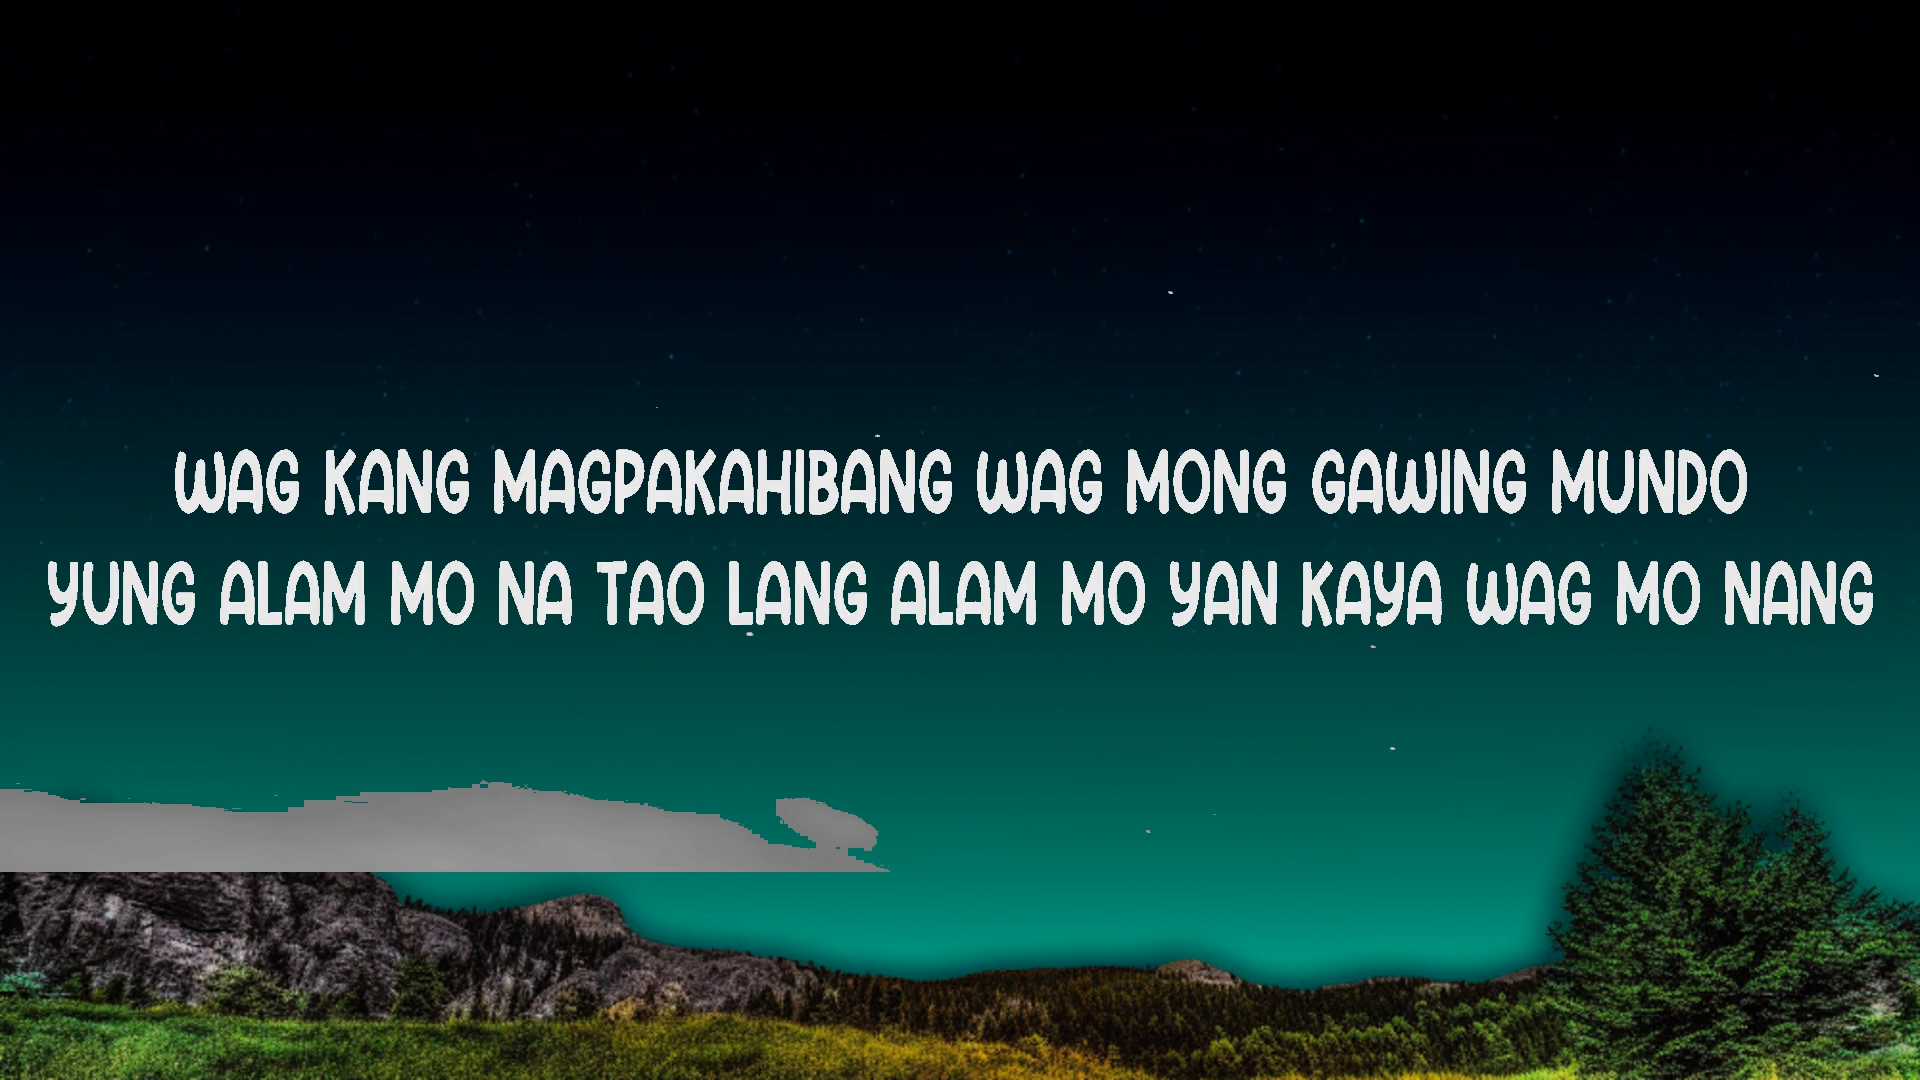 WAG KANG MAGPAKAHIBANG WAG MONG GAWING MUNDO
YUNG ALAM MO NA TAO LANG ALAM MO YAN KAYA WAG MO NANG